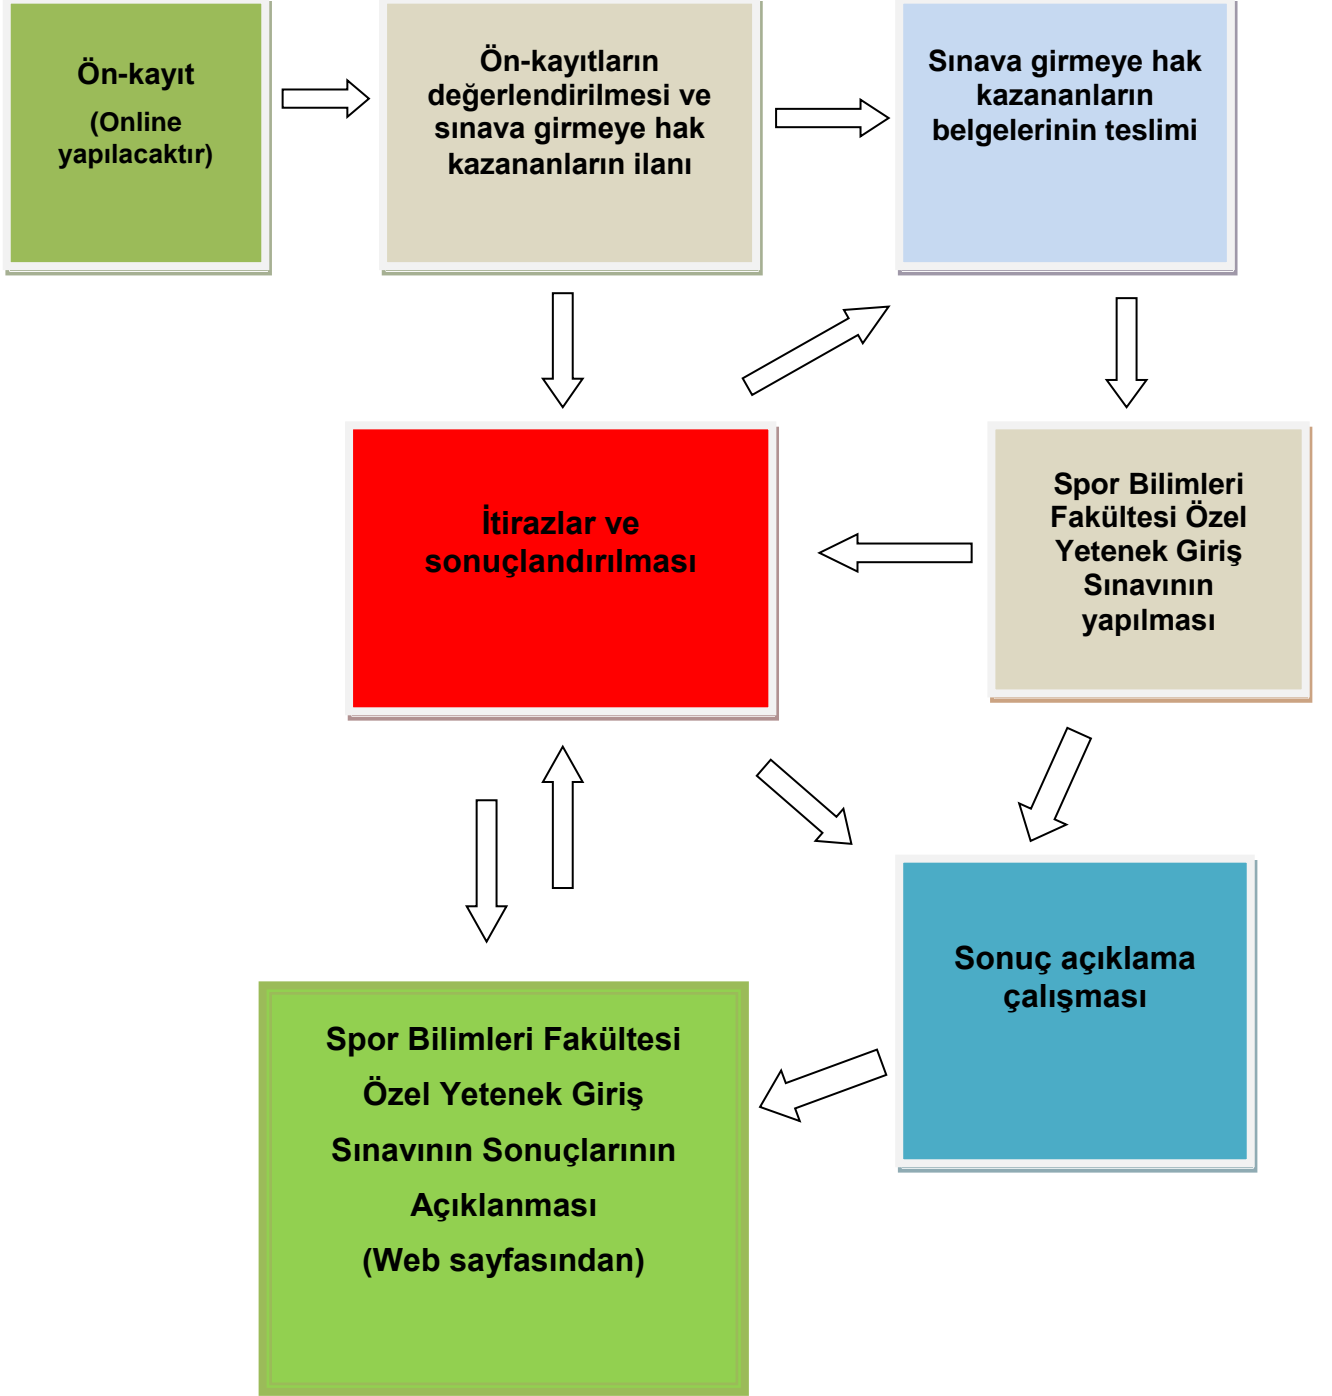 Ön-kayıt
(Online
yapılacaktır)
Ön-kayıtların
değerlendirilmesi ve
sınava girmeye hak
kazananların ilanı
Sınava girmeye hak
kazananların
belgelerinin teslimi
İtirazlar ve
sonuçlandırılması
Spor Bilimleri
Fakültesi Özel
Yetenek Giriş
Sınavının
yapılması
Sonuç açıklama
çalışması
Spor Bilimleri Fakültesi
Özel Yetenek Giriş
Sınavının Sonuçlarının
Açıklanması
(Web sayfasından)